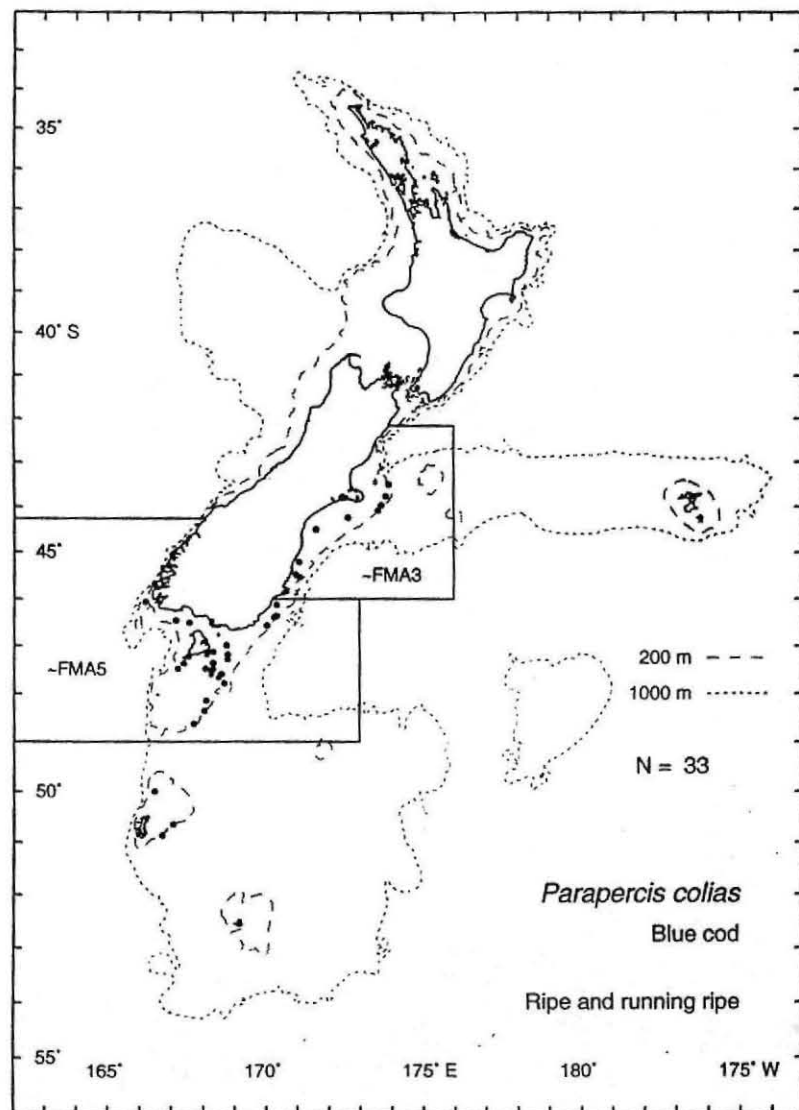 35°
40° S
~FMA3
45°
~FMA5
200 m
1000 m
N = 33
50°
Parapercis colias
Blue cod
Ripe and running ripe
55°
165° 170° 175° E 180° 175° W